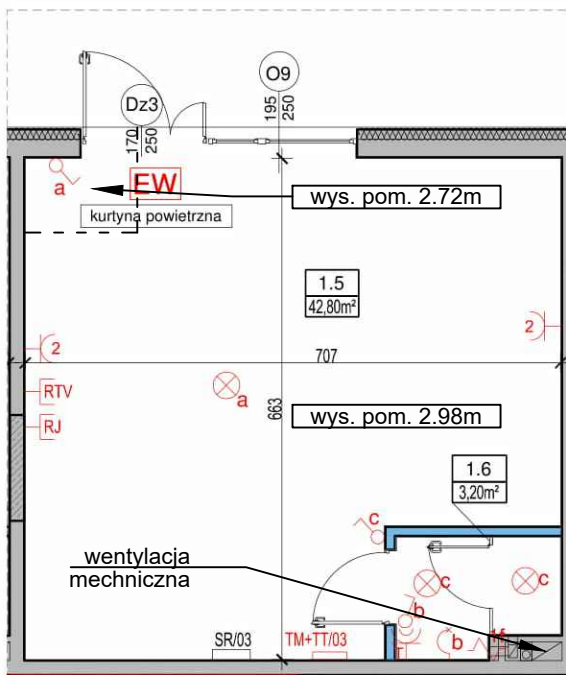 O9
Dz3
195
250
170
250
a
EW
wys. pom. 2.72m
kurtyna powietrzna
1.5
42,80m²
2
2
707
RTV
a
663
RJ
wys. pom. 2.98m
1.6
3,20m²
c
wentylacja
mechniczna
c
c
b
SR/03
TM+TT/03
b